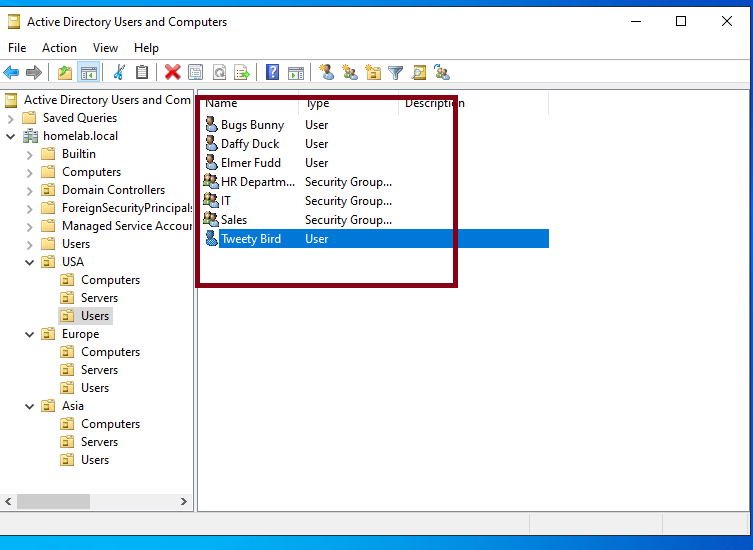 Active Directory Users and Computers
File Action View Help
Active Directory Users and Com
Saved Queries
homelab.local
Builtin
Computers
Domain Controllers
ForeignSecurityPrincipals
Managed Service Accour
Users
USA
Computers
Servers
Users
Europe
Computers
Servers
Users
Asia
Computers
Servers
Users
Name Type Description
Bugs Bunny User
Daffy Duck User
Elmer Fudd User
HR Departm... Security Group...
IT Security Group...
Sales Security Group...
Tweety Bird User